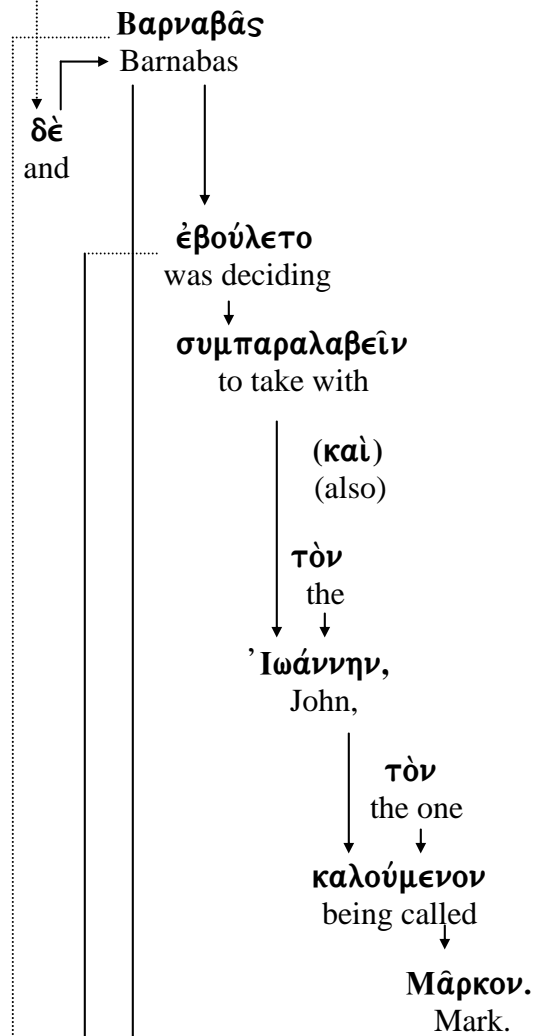 Βαρναβᾶς
Barnabas
δὲ
and
ἐβούλετο
was deciding
συμπαραλαβεῖν
to take with
(καὶ)
(also)
τὸν
the
Ἰωάννην,
John,
τὸν
the one
καλούμενον
being called
Μᾶρκον.
Mark.